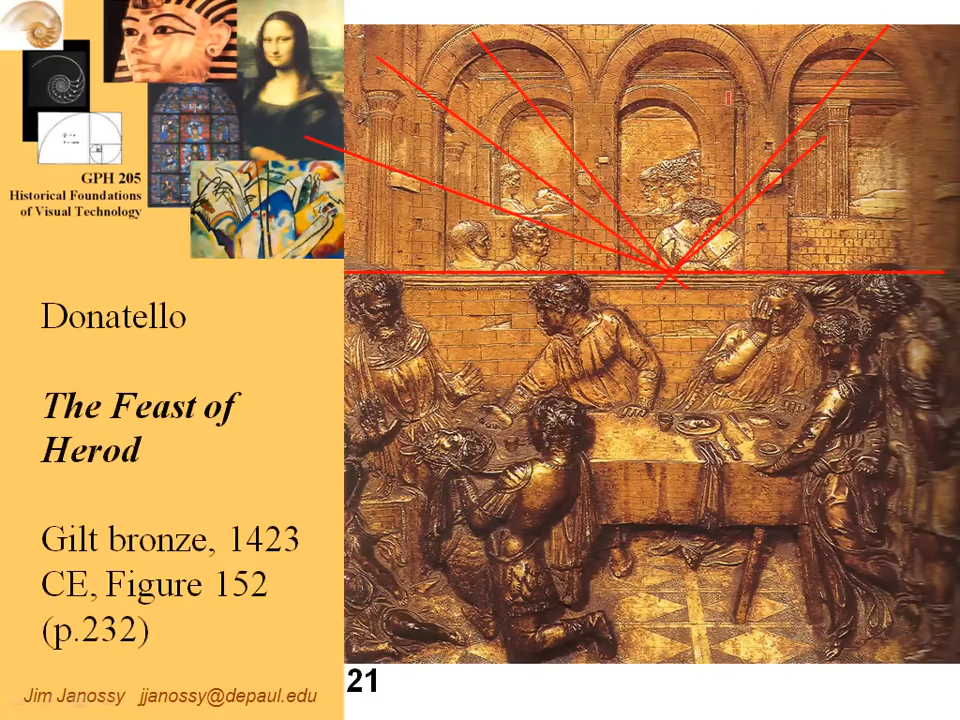 GPH 205
Historical Foundations
of Visual Technology
Donatello
The Feast of
Herod
Gilt bronze, 1423
CE, Figure 152
(p.232)
Jim Janossy jjanossy@depaul.edu
21